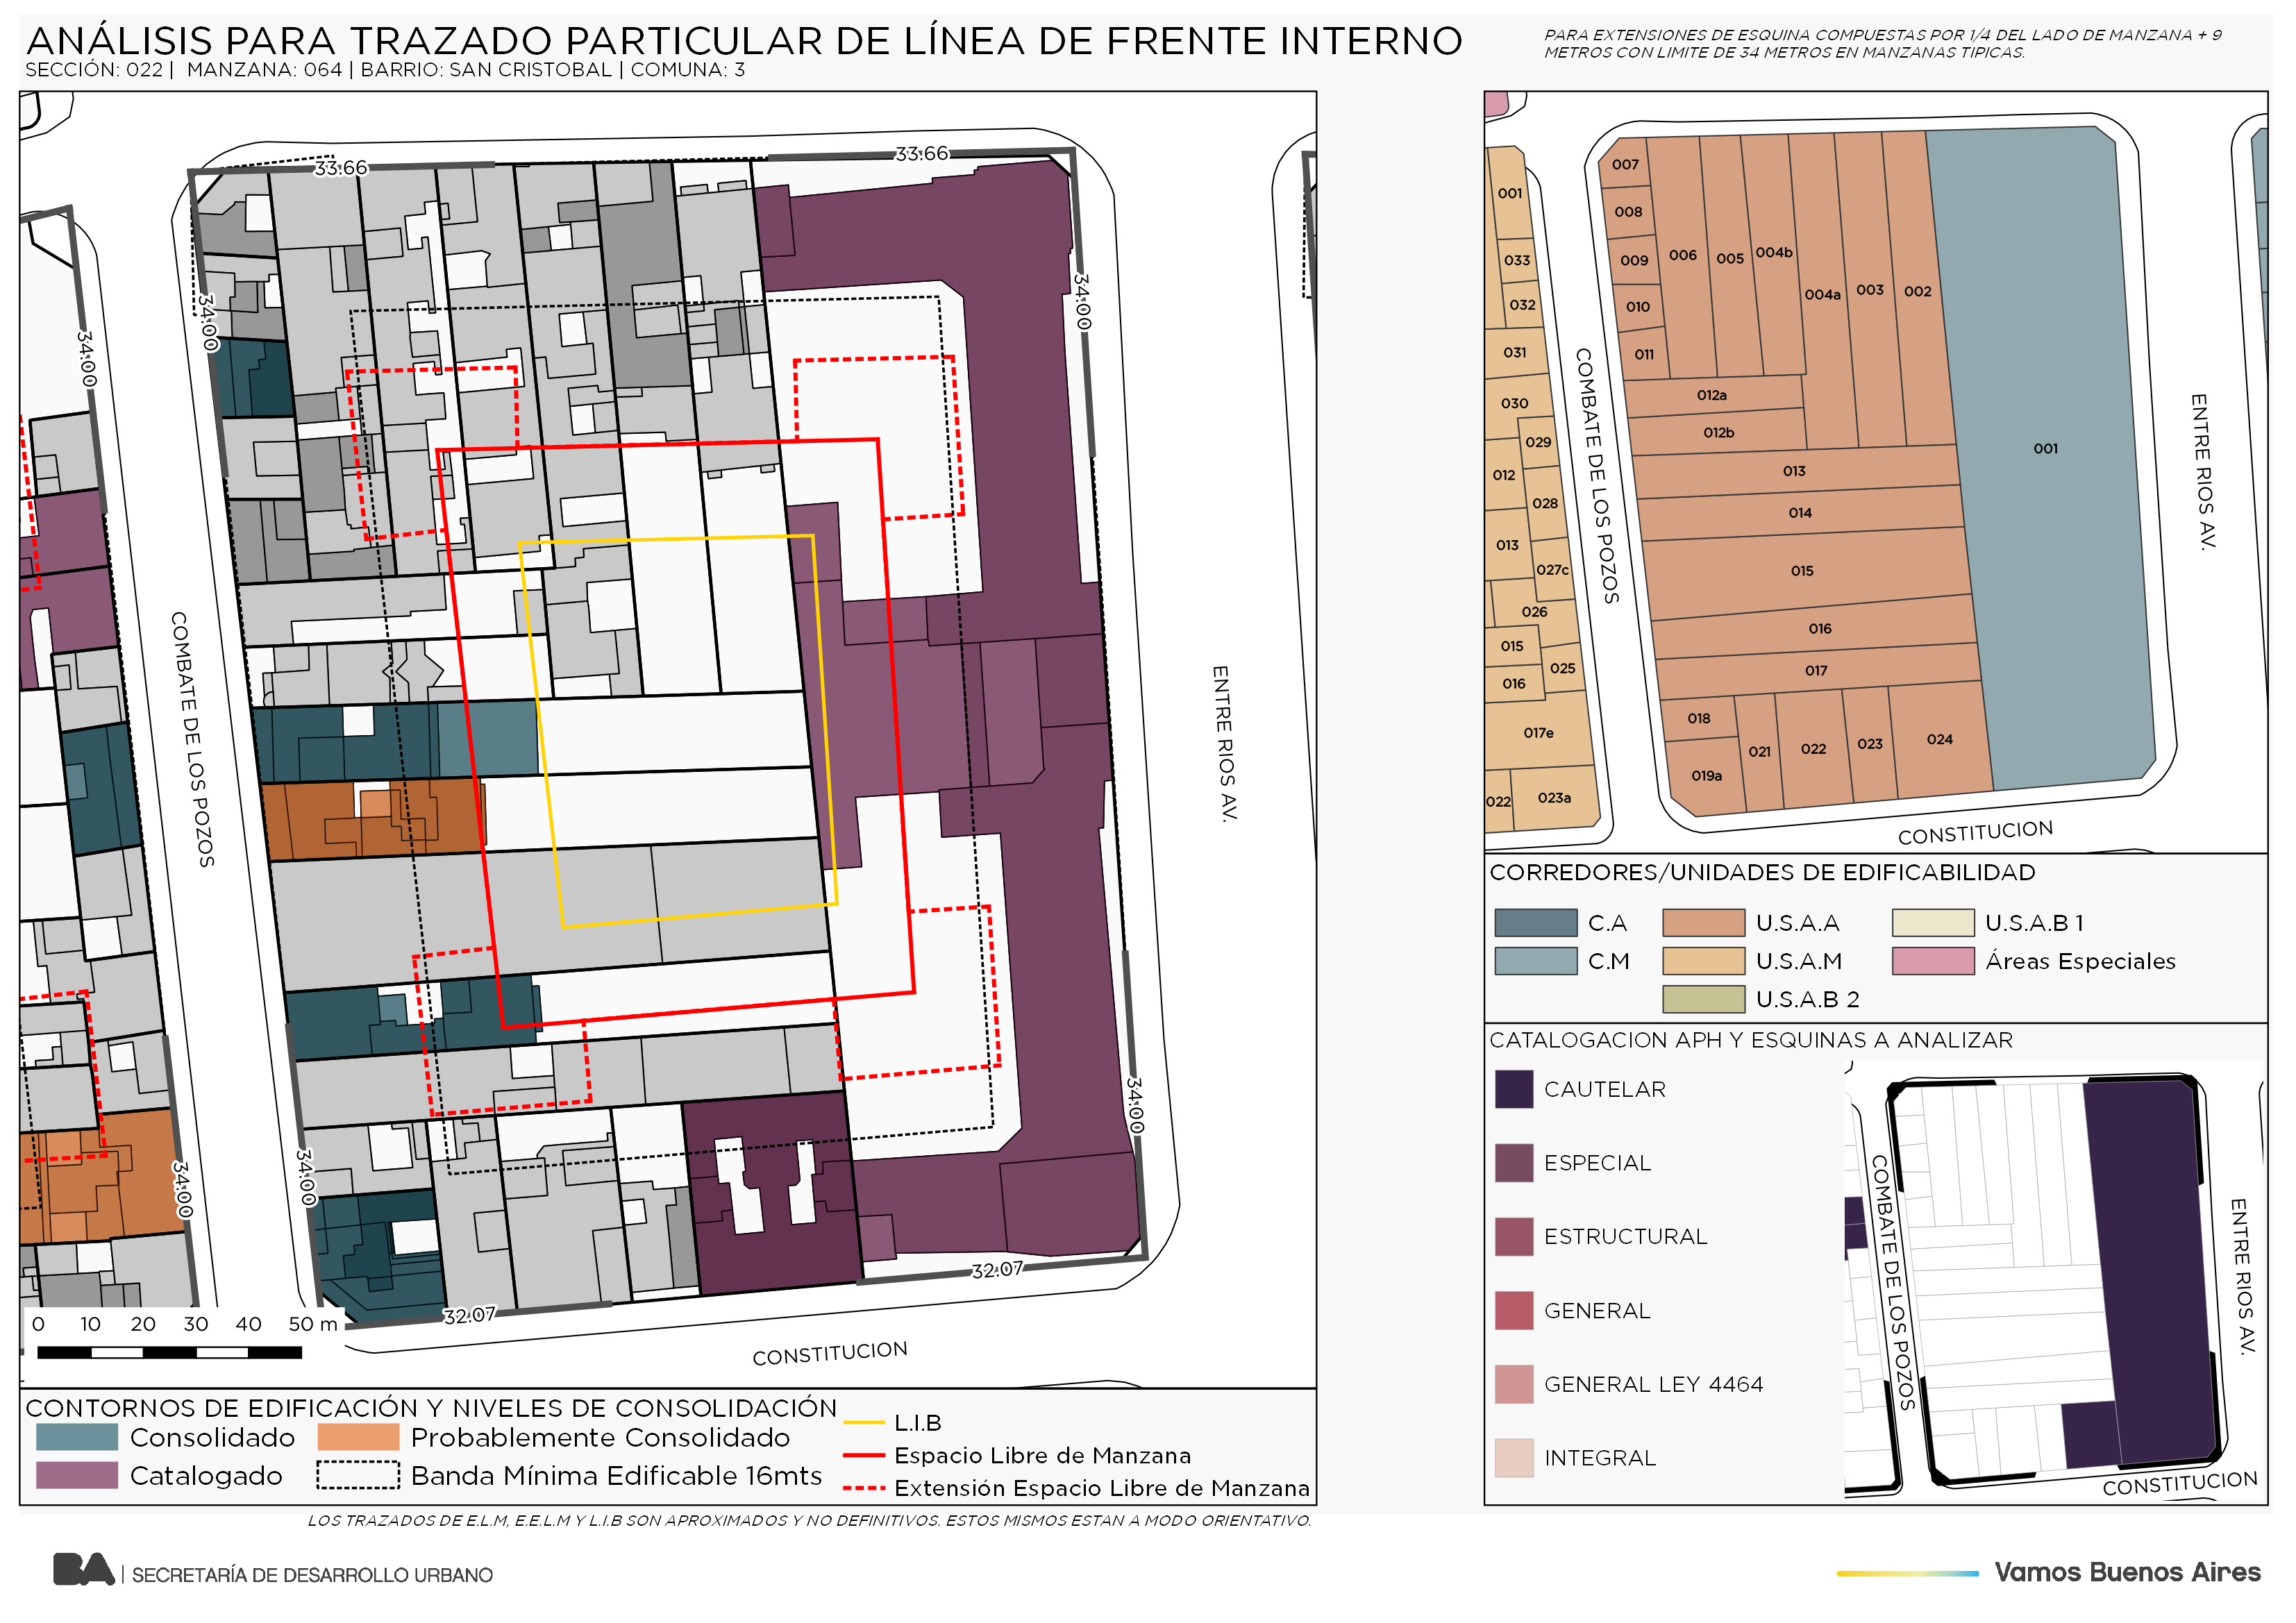 ANÁLISIS PARA TRAZADO PARTICULAR DE LÍNEA DE FRENTE INTERNO
SECCIÓN: 022 | MANZANA: 064 | BARRIO: SAN CRISTOBAL | COMUNA: 3
PARA EXTENSIONES DE ESQUINA COMPUESTAS POR 1/4 DEL LADO DE MANZANA + 9
METROS CON LIMITE DE 34 METROS EN MANZANAS TIPICAS.
33.66
33.66
34.00
34.00
34.00
COMBATE DE LOS POZOS
ENTRE RIOS AV.
34.00
34.00
34.00
32.07
32.07
CONSTITUCION
0 10 20 30 40 50 m
CONTORNOS DE EDIFICACIÓN Y NIVELES DE CONSOLIDACIÓN
Consolidado
Probablemente Consolidado
Catalogado
Banda Mínima Edificable 16mts
L.I.B
Espacio Libre de Manzana
Extensión Espacio Libre de Manzana
LOS TRAZADOS DE E.L.M, E.E.L.M Y L.I.B SON APROXIMADOS Y NO DEFINITIVOS. ESTOS MISMOS ESTAN A MODO ORIENTATIVO.
001
033
032
031
030
029
012
028
013
027c
026
015
025
016
017e
022
023a
007
008
009
010
011
006
005
004b
004a
003
002
001
012a
012b
013
014
015
016
017
018
019a
021
022
023
024
COMBATE DE LOS POZOS
ENTRE RIOS AV.
CONSTITUCION
CORREDORES/UNIDADES DE EDIFICABILIDAD
C.A
U.S.A.A
U.S.A.B 1
C.M
U.S.A.M
Áreas Especiales
U.S.A.B 2
CATALOGACION APH Y ESQUINAS A ANALIZAR
CAUTELAR
ESPECIAL
ESTRUCTURAL
GENERAL
GENERAL LEY 4464
INTEGRAL
COMBATE DE LOS POZOS
ENTRE RIOS AV.
CONSTITUCION
BA | SECRETARÍA DE DESARROLLO URBANO
Vamos Buenos Aires